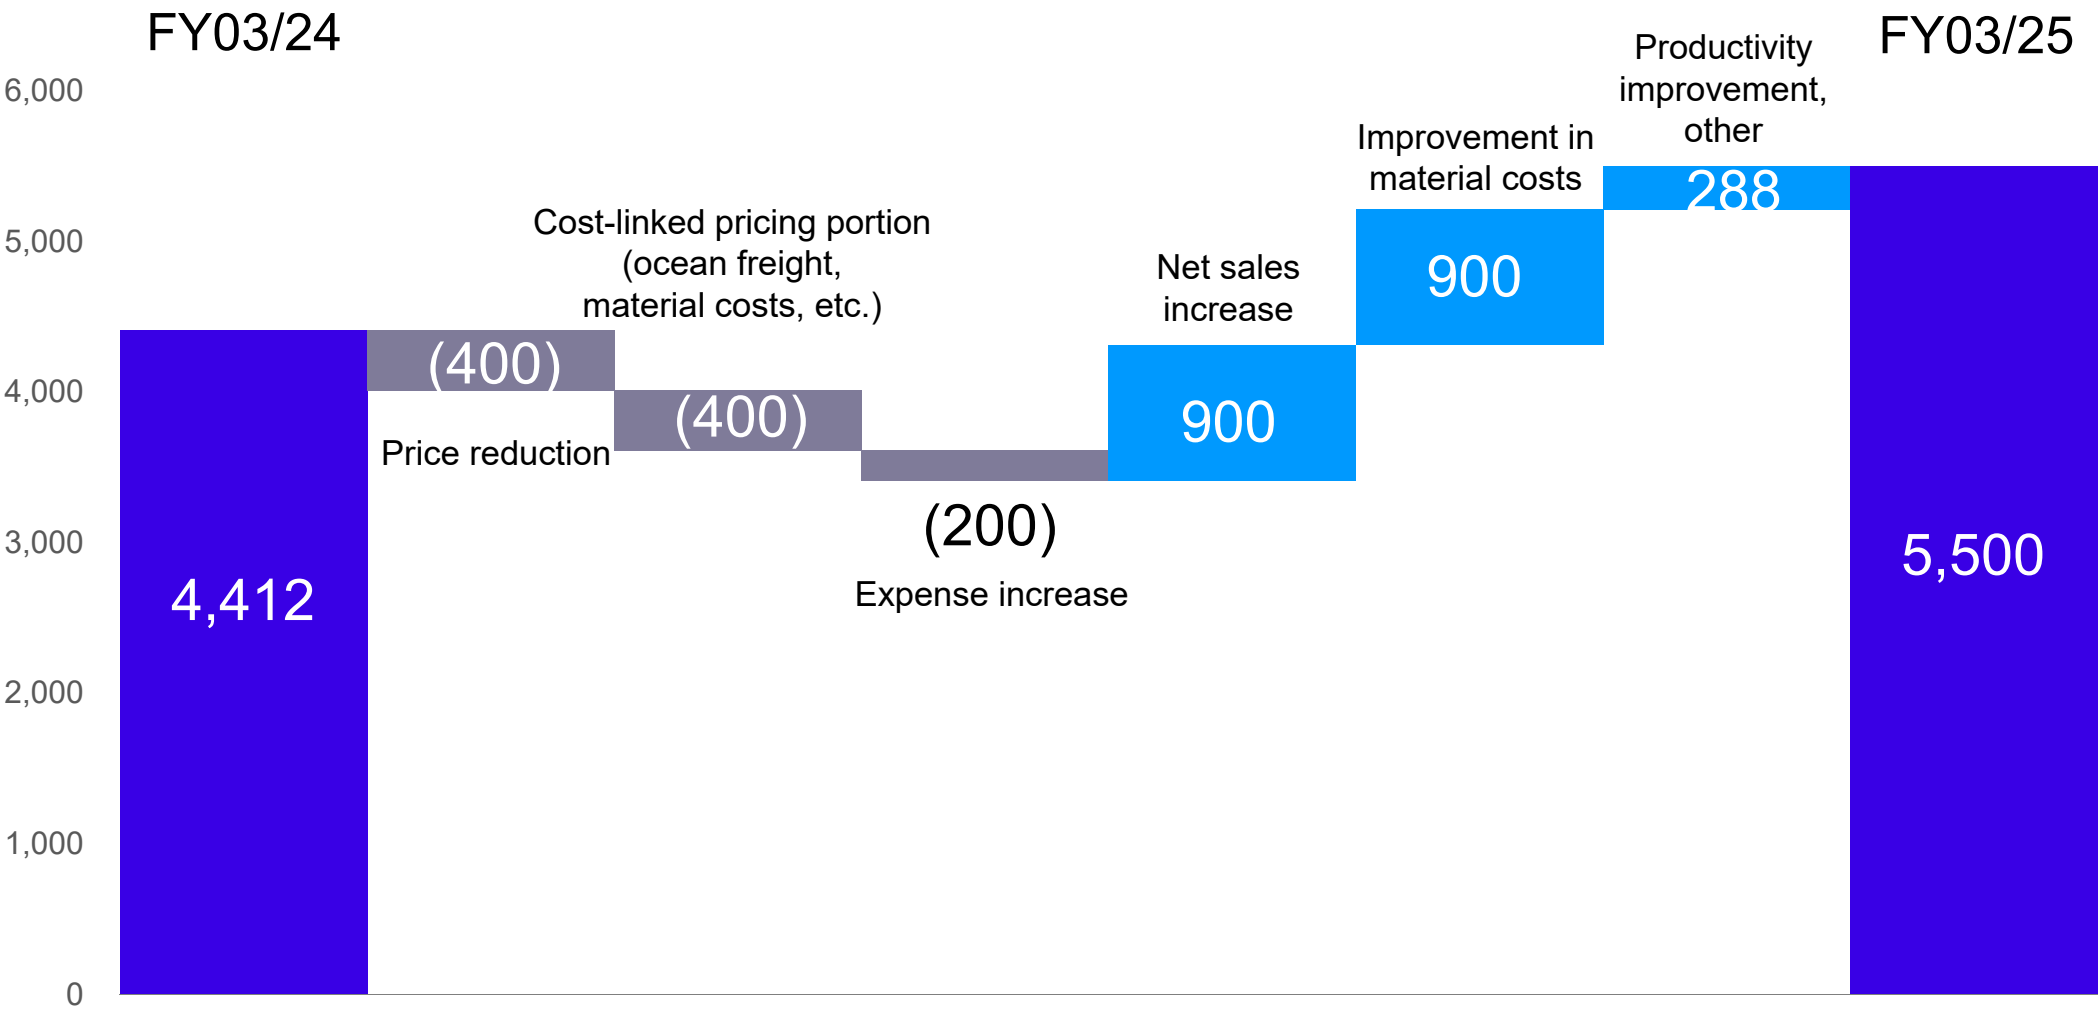 FY03/24
FY03/25
Productivity
improvement,
other
6,000
Improvement in
material costs
288
Cost-linked pricing portion
(ocean freight,
material costs, etc.)
5,000
Net sales
increase
900
(400)
4,000
(400)
900
Price reduction
(200)
Expense increase
3,000
5,500
4,412
2,000
1,000
0